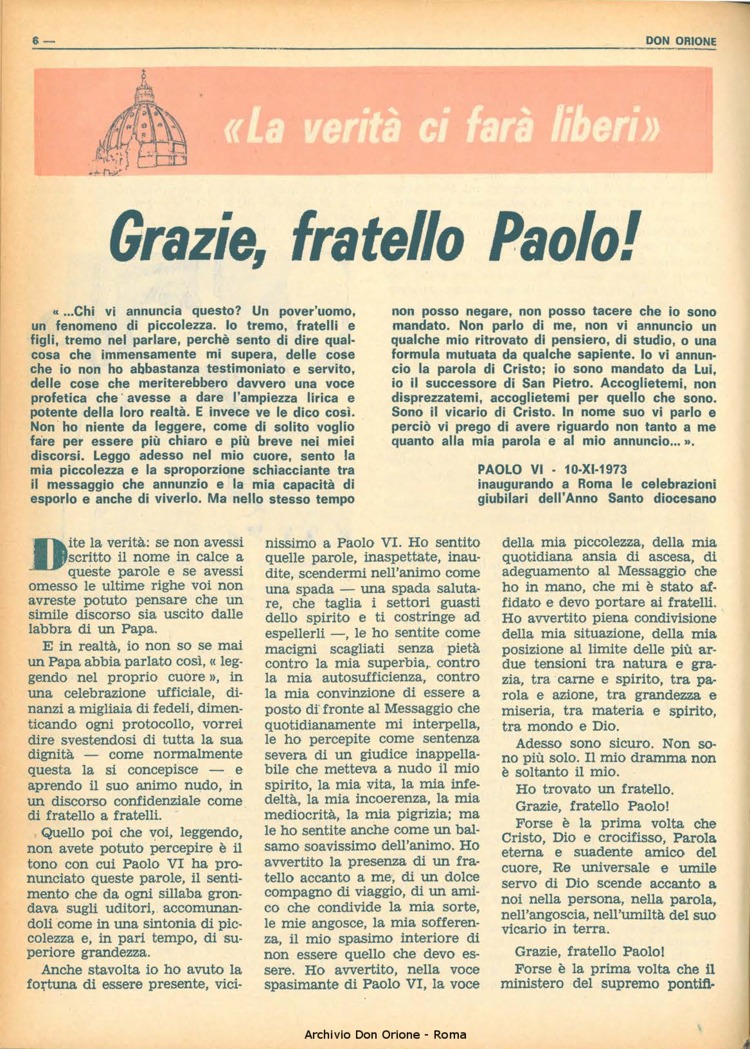 6 —
DON ORIONE
«La verità ci farà liberi»
Grazie, fratello Paolo!
« ...Chi vi annuncia questo? Un pover'uomo,
un fenomeno di piccolezza. Io tremo, fratelli e
figli, tremo nel parlare, perchè sento di dire qual-
cosa che immensamente mi supera, delle cose
che io non ho abbastanza testimoniato e servito,
delle cose che meriterebbero davvero una voce
profetica che avesse a dare l'ampiezza lirica e
potente della loro realtà. E invece ve le dico così.
Non ho niente da leggere, come di solito voglio
fare per essere più chiaro e più breve nei miei
discorsi. Leggo adesso nel mio cuore, sento la
mia piccolezza e la sproporzione schiacciante tra
il messaggio che annunzio e la mia capacità di
esporlo e anche di viverlo. Ma nello stesso tempo
non posso negare, non posso tacere che io sono
mandato. Non parlo di me, non vi annuncio un
qualche mio ritrovato di pensiero, di studio, o una
formula mutuata da qualche sapiente. Io vi annun-
cio la parola di Cristo; io sono mandato da Lui,
io il successore di San Pietro. Accoglietemi, non
disprezzatemi, accoglietemi per quello che sono.
Sono il vicario di Cristo. In nome suo vi parlo e
perciò vi prego di avere riguardo non tanto a me
quanto alla mia parola e al mio annuncio... ».
PAOLO VI - 10-XI-1973
inaugurando a Roma le celebrazioni
giubilari dell'Anno Santo diocesano
Dite la verità: se non avessi
scritto il nome in calce a
queste parole e se avessi
omesso le ultime righe voi non
avreste potuto pensare che un
simile discorso sia uscito dalle
labbra di un Papa.
E in realtà, io non so se mai
un Papa abbia parlato così, « leg-
gendo nel proprio cuore », in
una celebrazione ufficiale, di-
nanzi a migliaia di fedeli, dimen-
ticando ogni protocollo, vorrei
dire svestendosi di tutta la sua
dignità — come normalmente
questa la si concepisce — e
aprendo il suo animo nudo, in
un discorso confidenziale come
di fratello a fratelli.
Quello poi che voi, leggendo,
non avete potuto percepire è il
tono con cui Paolo VI ha pro-
nunciato queste parole, il senti-
mento che da ogni sillaba gron-
dava sugli uditori, accomunan-
doli come in una sintonia di pic-
colezza e, in pari tempo, di su-
periore grandezza.
Anche stavolta io ho avuto la
fortuna di essere presente, vici-
nissimo a Paolo VI. Ho sentito
quelle parole, inaspettate, inau-
dite, scendermi nell'animo come
una spada — una spada saluta-
re, che taglia i settori guasti
dello spirito e ti costringe ad
espellerli —, le ho sentite come
macigni scagliati senza pietà
contro la mia superbia, contro
la mia autosufficienza, contro
la mia convinzione di essere a
posto di fronte al Messaggio che
quotidianamente mi interpella,
le ho percepite come sentenza
severa di un giudice inappella-
bile che metteva a nudo il mio
spirito, la mia vita, la mia infe-
deltà, la mia incoerenza, la mia
mediocrità, la mia pigrizia; ma
le ho sentite anche come un bal-
samo soavissimo dell'animo. Ho
avvertito la presenza di un fra-
tello accanto a me, di un dolce
compagno di viaggio, di un ami-
co che condivide la mia sorte,
le mie angosce, la mia sofferen-
za, il mio spasimo interiore di
non essere quello che devo es-
sere. Ho avvertito, nella voce
spasimante di Paolo VI, la voce
della mia piccolezza, della mia
quotidiana ansia di ascesa, di
adeguamento al Messaggio che
ho in mano, che mi è stato af-
fidato e devo portare ai fratelli.
Ho avvertito piena condivisione
della mia situazione, della mia
posizione al limite delle più ar-
due tensioni tra natura e gra-
zia, tra carne e spirito, tra pa-
rola e azione, tra grandezza e
miseria, tra materia e spirito,
tra mondo e Dio.
Adesso sono sicuro. Non so-
no più solo. Il mio dramma non
è soltanto il mio.
Ho trovato un fratello.
Grazie, fratello Paolo!
Forse è la prima volta che
Cristo, Dio e crocifisso, Parola
eterna e suadente amico del
cuore, Re universale e umile
servo di Dio scende accanto a
noi nella persona, nella parola,
nell'angoscia, nell'umiltà del suo
vicario in terra.
Grazie, fratello Paolo!
Forse è la prima volta che il
ministero del supremo pontifi-
Archivio Don Orione - Roma